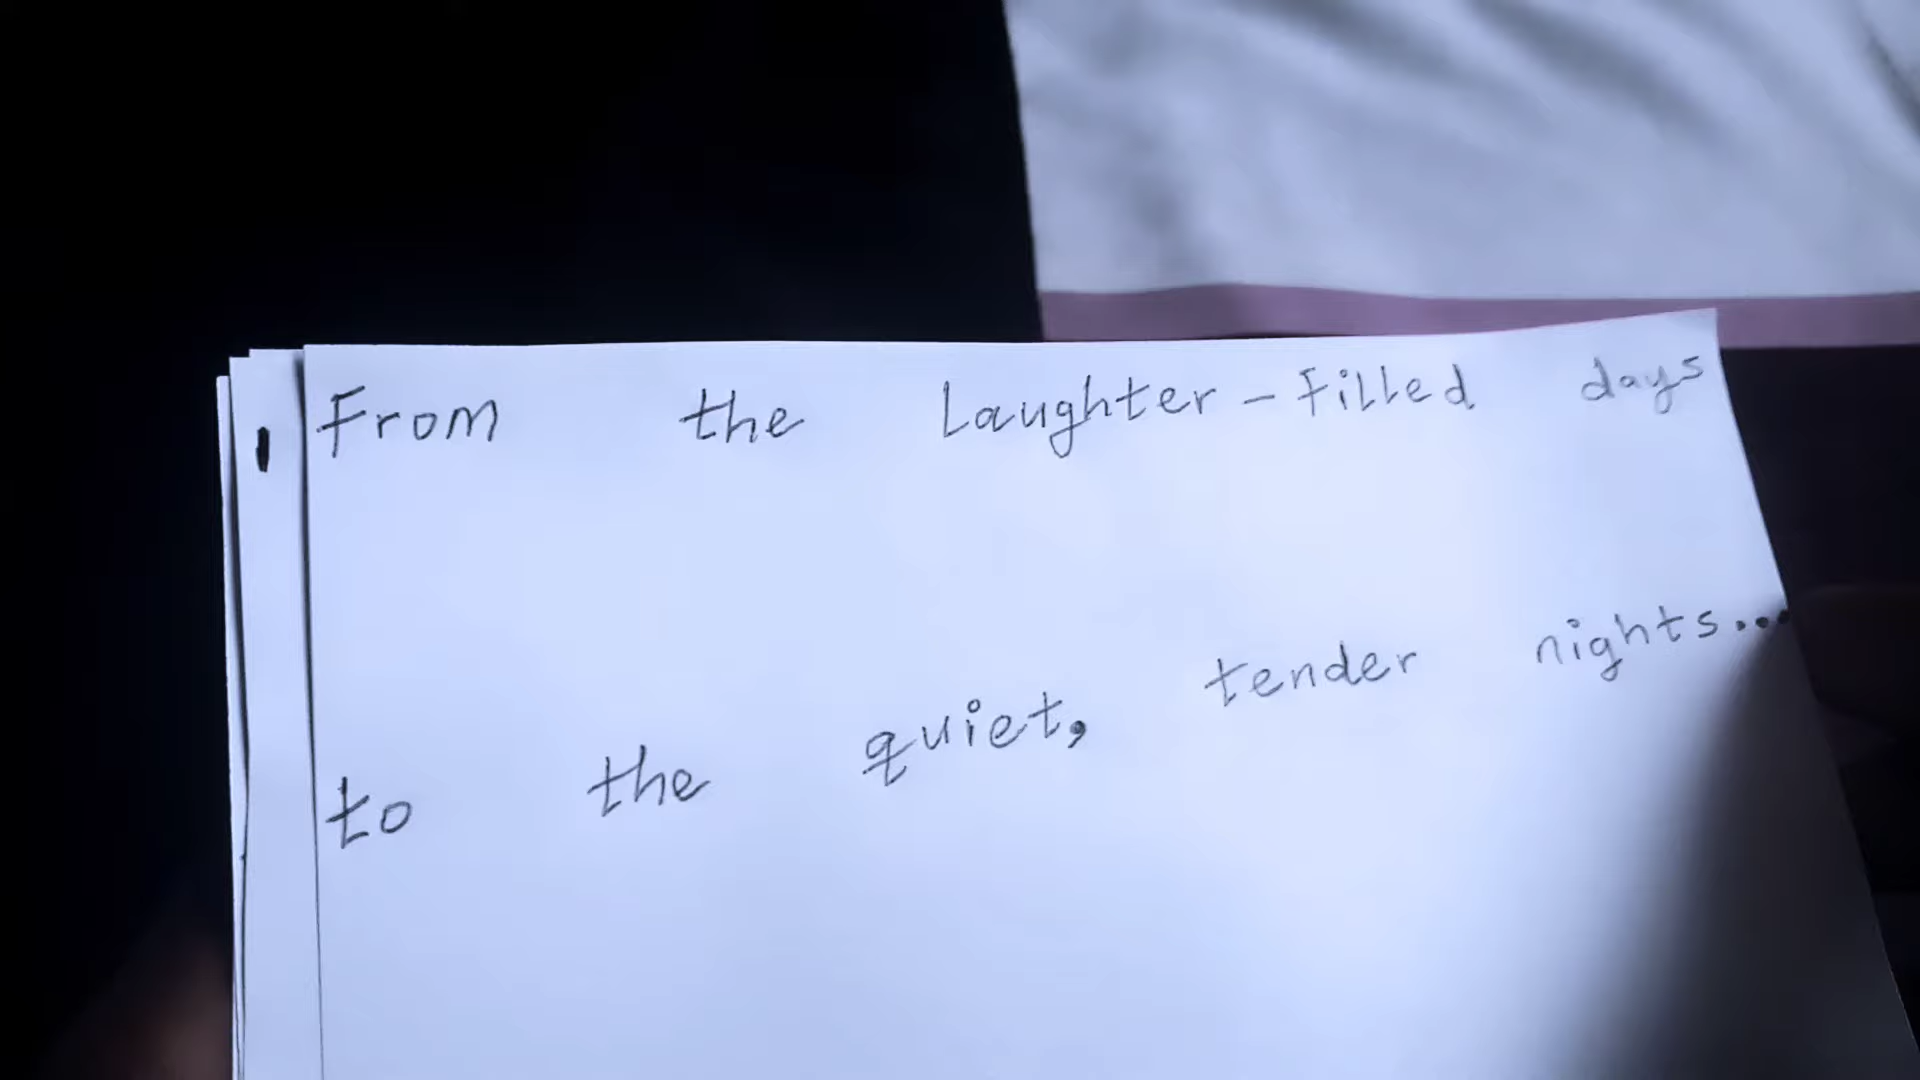 From the Laughter-Filled days
to the quiet, tender nights...